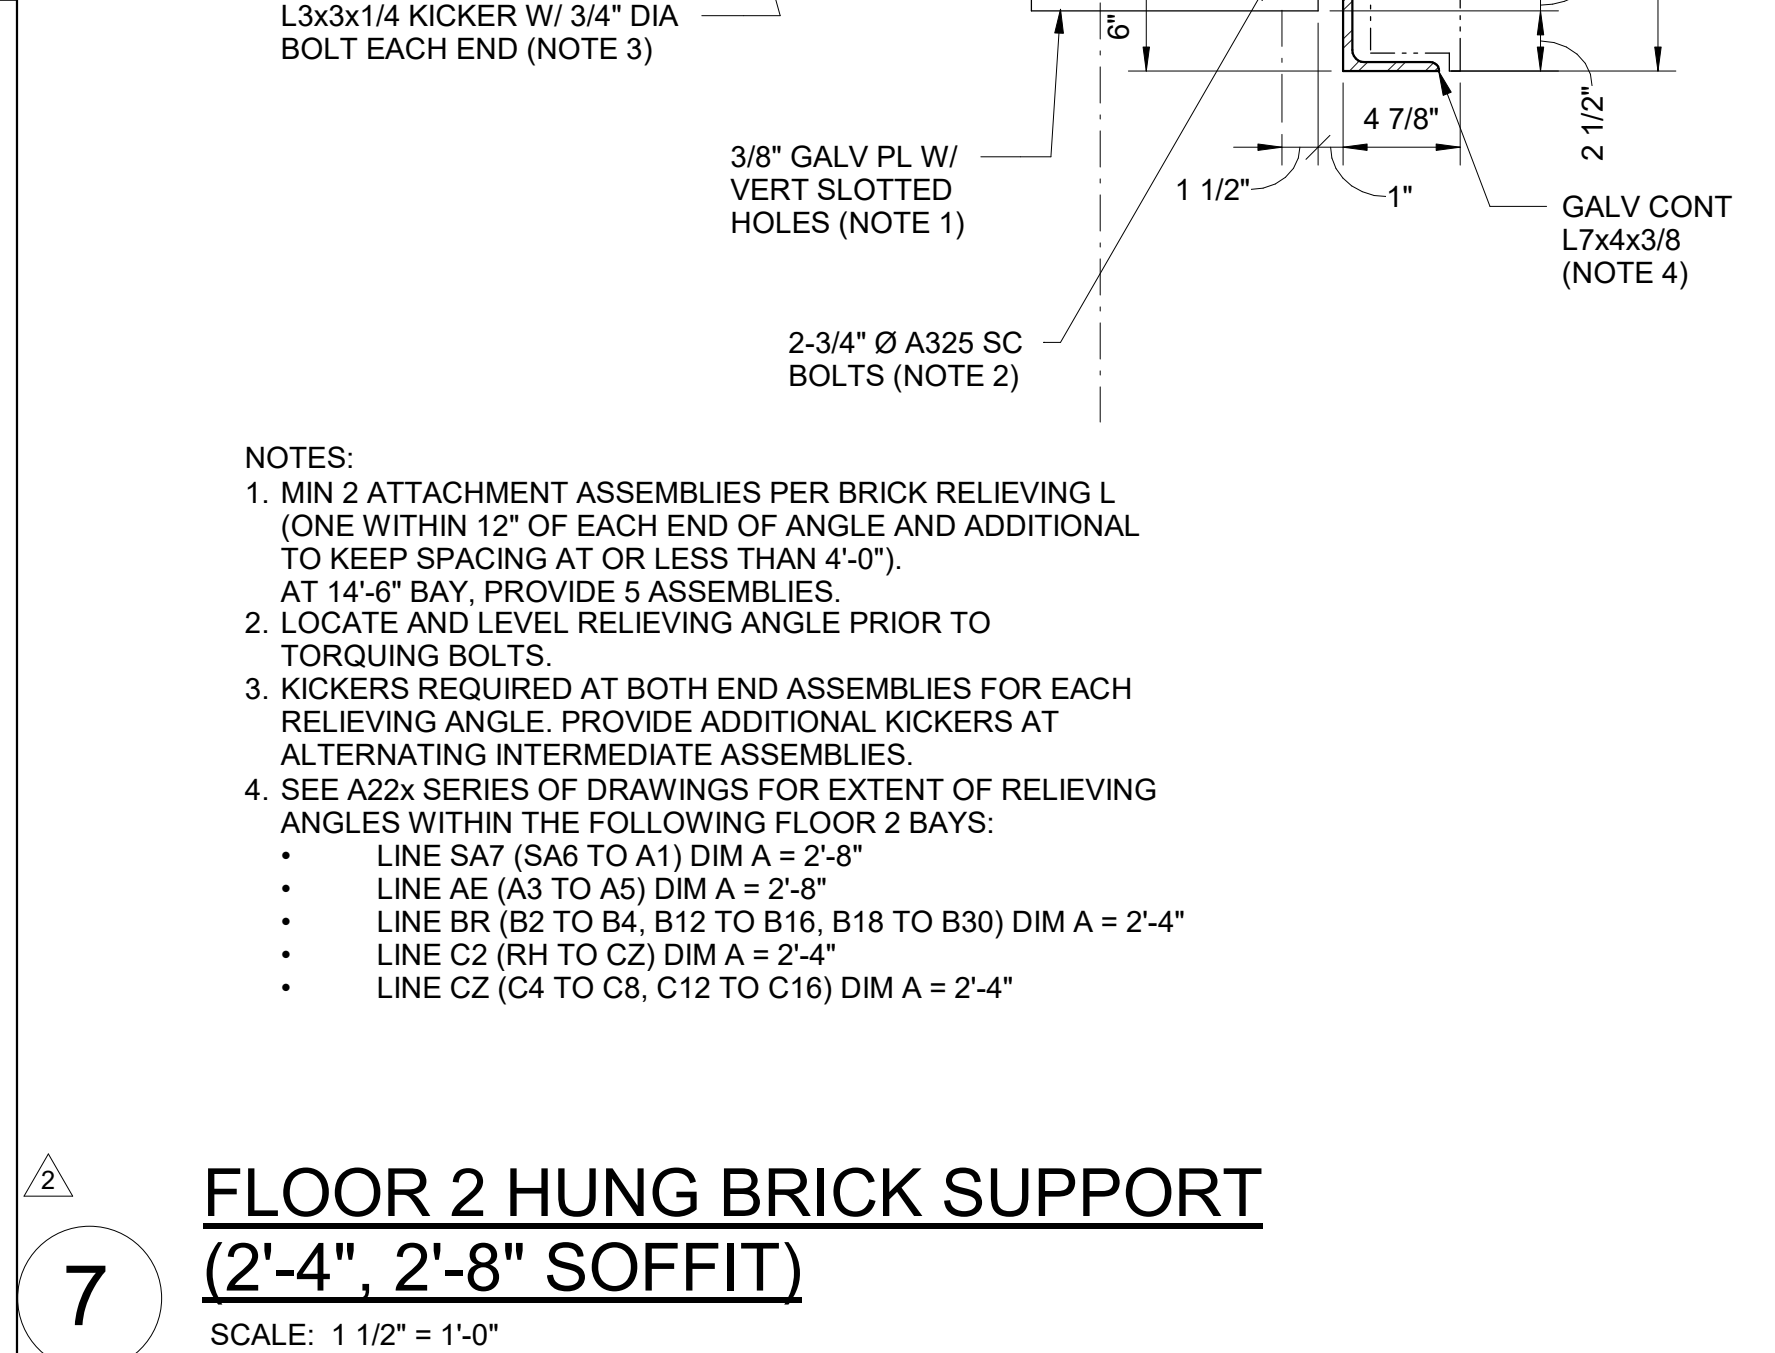 L3x3x1/4 KICKER W/ 3/4" DIA
BOLT EACH END (NOTE 3)
6"
2 1/2"
4 7/8"
1 1/2"
1"
3/8" GALV PL W/
VERT SLOTTED
HOLES (NOTE 1)
GALV CONT
L7x4x3/8
(NOTE 4)
2-3/4" Ø A325 SC
BOLTS (NOTE 2)
NOTES:
1. MIN 2 ATTACHMENT ASSEMBLIES PER BRICK RELIEVING L
(ONE WITHIN 12" OF EACH END OF ANGLE AND ADDITIONAL
TO KEEP SPACING AT OR LESS THAN 4'-0").
AT 14'-6" BAY, PROVIDE 5 ASSEMBLIES.
2. LOCATE AND LEVEL RELIEVING ANGLE PRIOR TO
TORQUING BOLTS.
3. KICKERS REQUIRED AT BOTH END ASSEMBLIES FOR EACH
RELIEVING ANGLE. PROVIDE ADDITIONAL KICKERS AT
ALTERNATING INTERMEDIATE ASSEMBLIES.
4. SEE A22x SERIES OF DRAWINGS FOR EXTENT OF RELIEVING
ANGLES WITHIN THE FOLLOWING FLOOR 2 BAYS:
• LINE SA7 (SA6 TO A1) DIM A = 2'-8"
• LINE AE (A3 TO A5) DIM A = 2'-8"
• LINE BR (B2 TO B4, B12 TO B16, B18 TO B30) DIM A = 2'-4"
• LINE C2 (RH TO CZ) DIM A = 2'-4"
• LINE CZ (C4 TO C8, C12 TO C16) DIM A = 2'-4"
2
FLOOR 2 HUNG BRICK SUPPORT
(2'-4", 2'-8" SOFFIT)
7
SCALE: 1 1/2" = 1'-0"